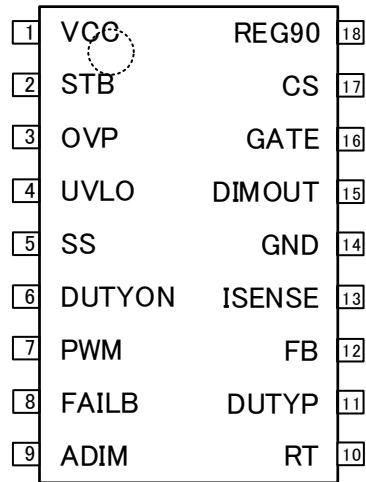 1 VCC REG90 18
2 STB CS 17
3 OVP GATE 16
4 UVLO DIMOUT 15
5 SS GND 14
6 DUTYON ISENSE 13
7 PWM FB 12
8 FAILB DUTYP 11
9 ADIM RT 10